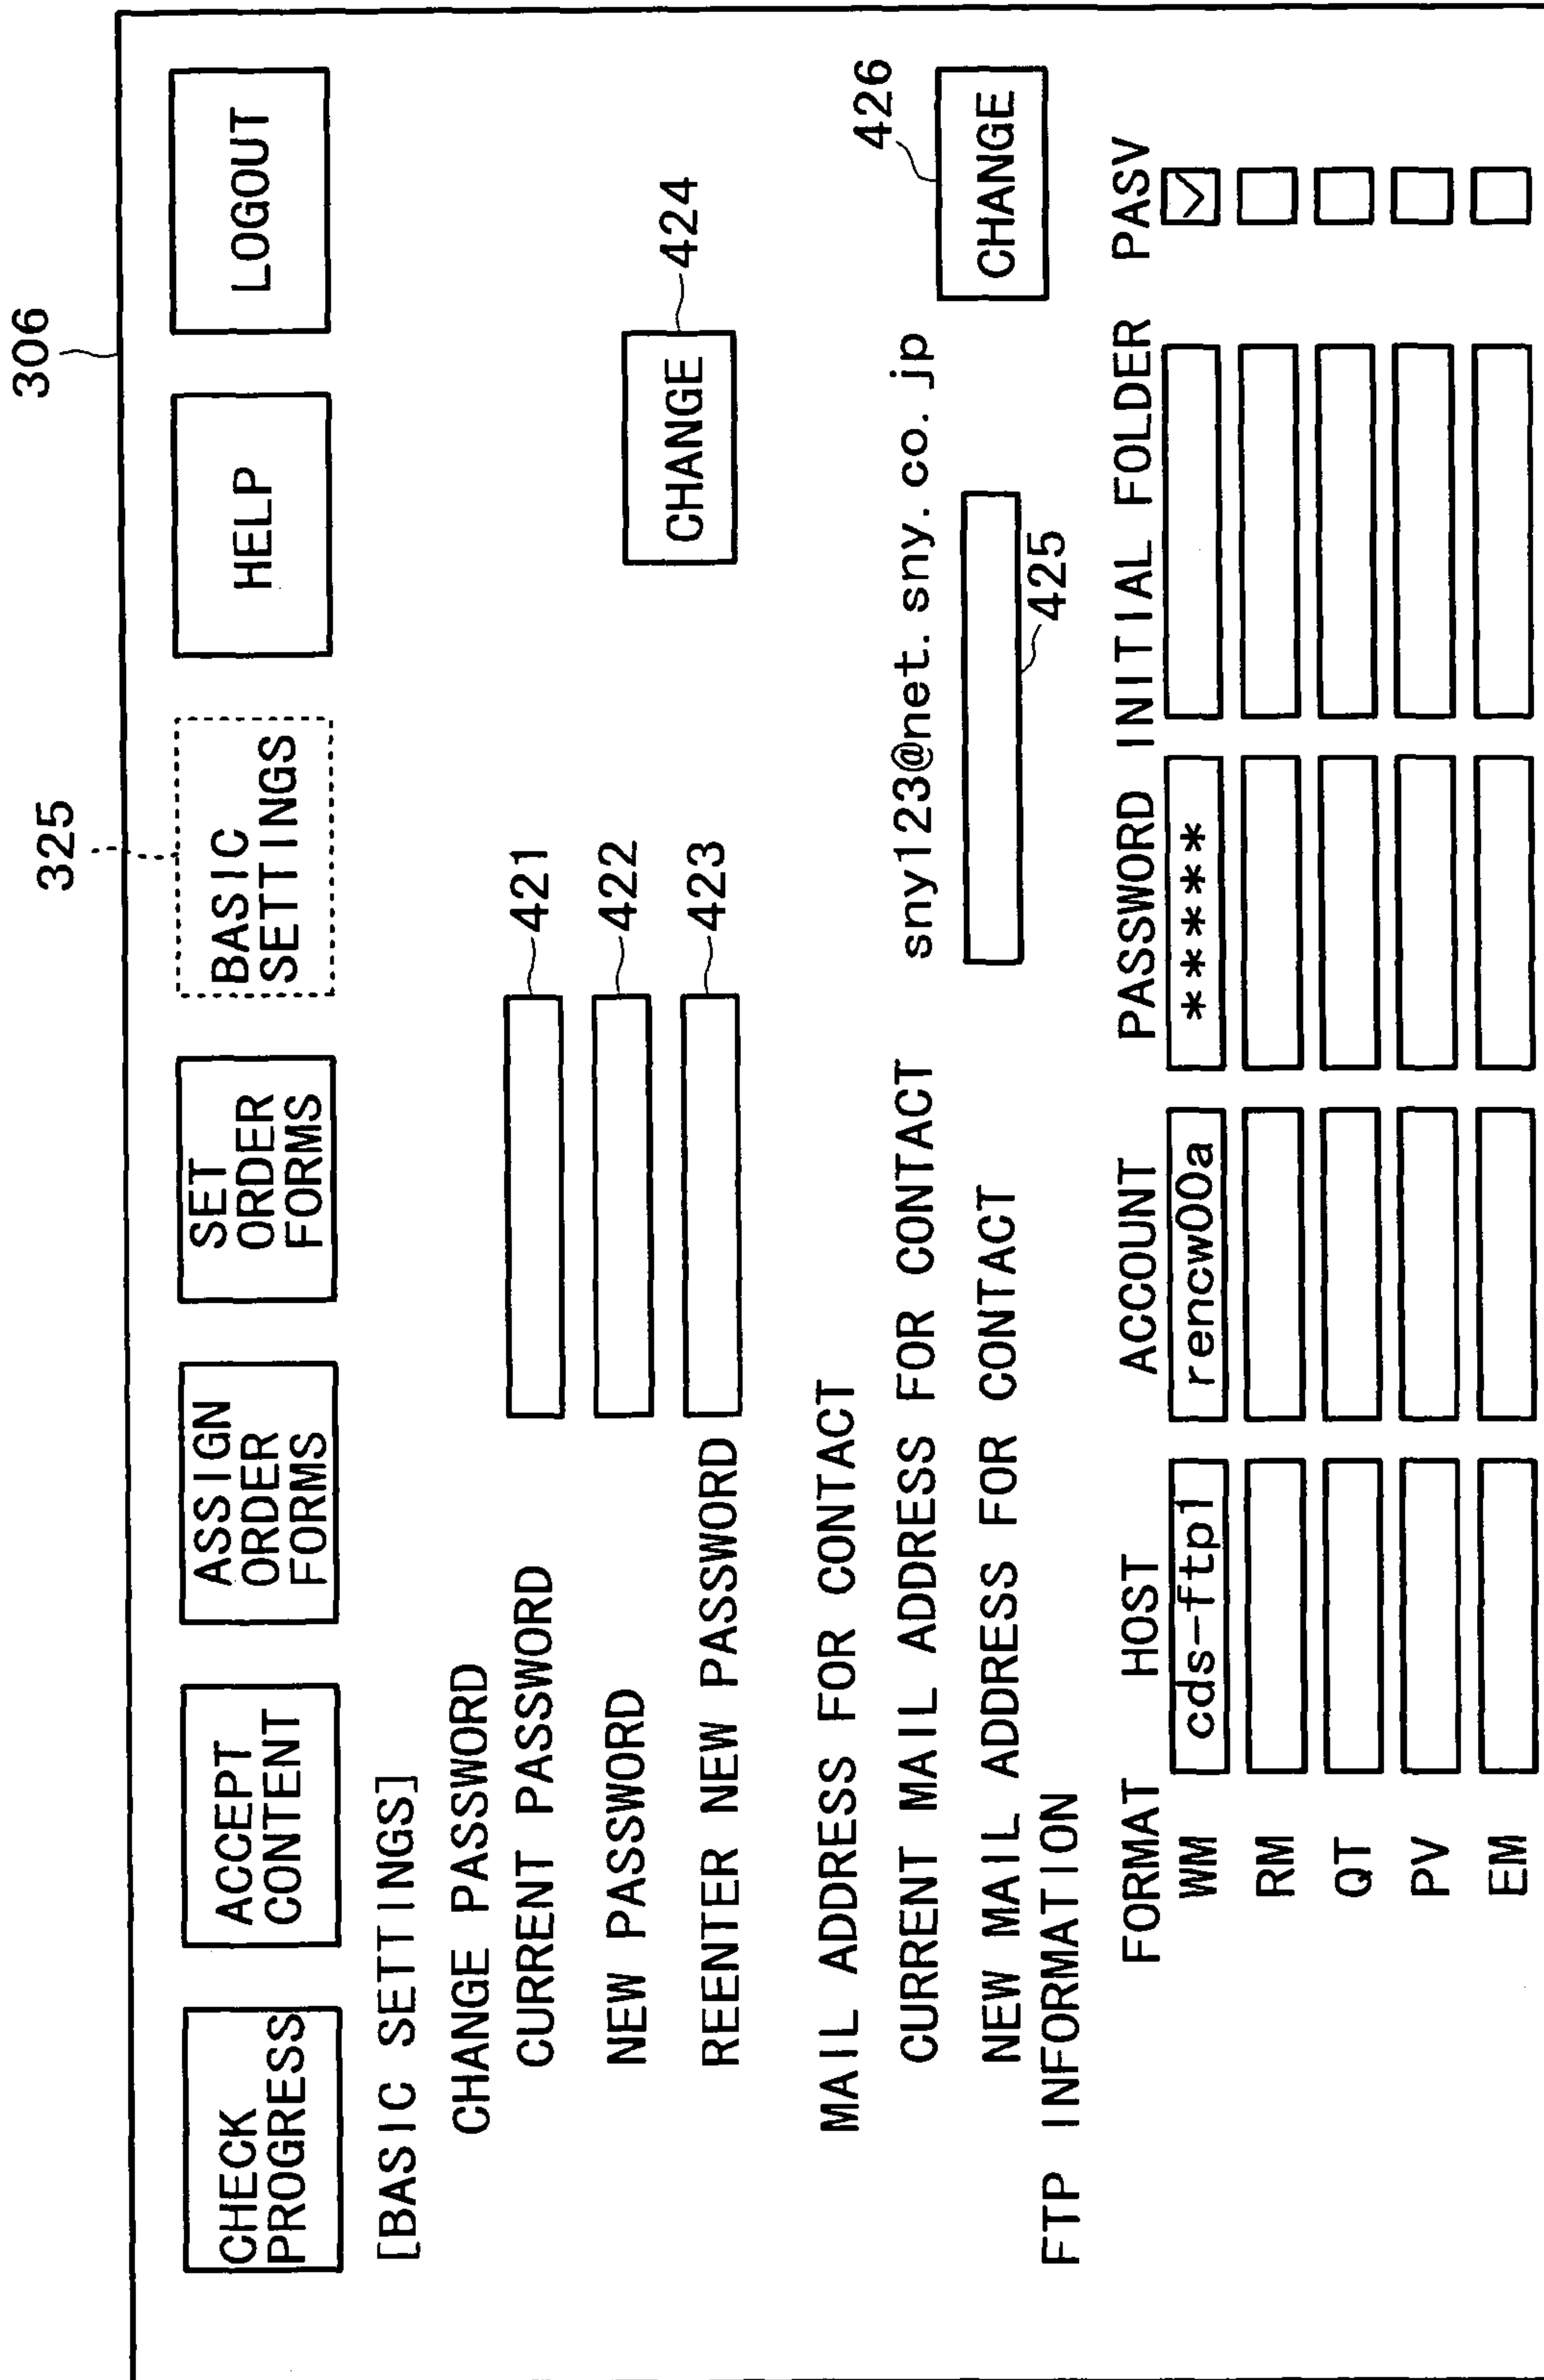 306
325
CHECK
PROGRESS
ACCEPT
CONTENT
ASSIGN
ORDER
FORMS
SET
ORDER
FORMS
BASIC
SETTINGS
HELP
LOGOUT
[BASIC SETTINGS]
CHANGE PASSWORD
CURRENT PASSWORD 421
NEW PASSWORD 422
REENTER NEW PASSWORD 423
CHANGE 424
MAIL ADDRESS FOR CONTACT
CURRENT MAIL ADDRESS FOR CONTACT sny123@net.sny.co.jp
NEW MAIL ADDRESS FOR CONTACT 425
CHANGE 426
FTP INFORMATION
FORMAT HOST ACCOUNT PASSWORD INITIAL FOLDER PASV
WM cds-ftp1 rencw00a *****
RM
QT
PV
EM